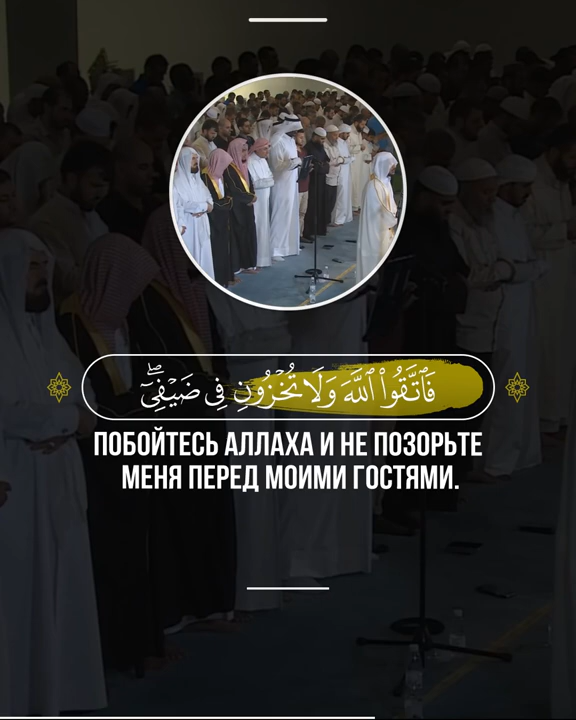 فَٱتَّقُوا۟ ٱللَّهَ وَلَا تُخْزُونِ فِى ضَيْفِىٓ ۖ
ПОБОЙТЕСЬ АЛЛАХА И НЕ ПОЗОРЬТЕ
МЕНЯ ПЕРЕД МОИМИ ГОСТЯМИ.